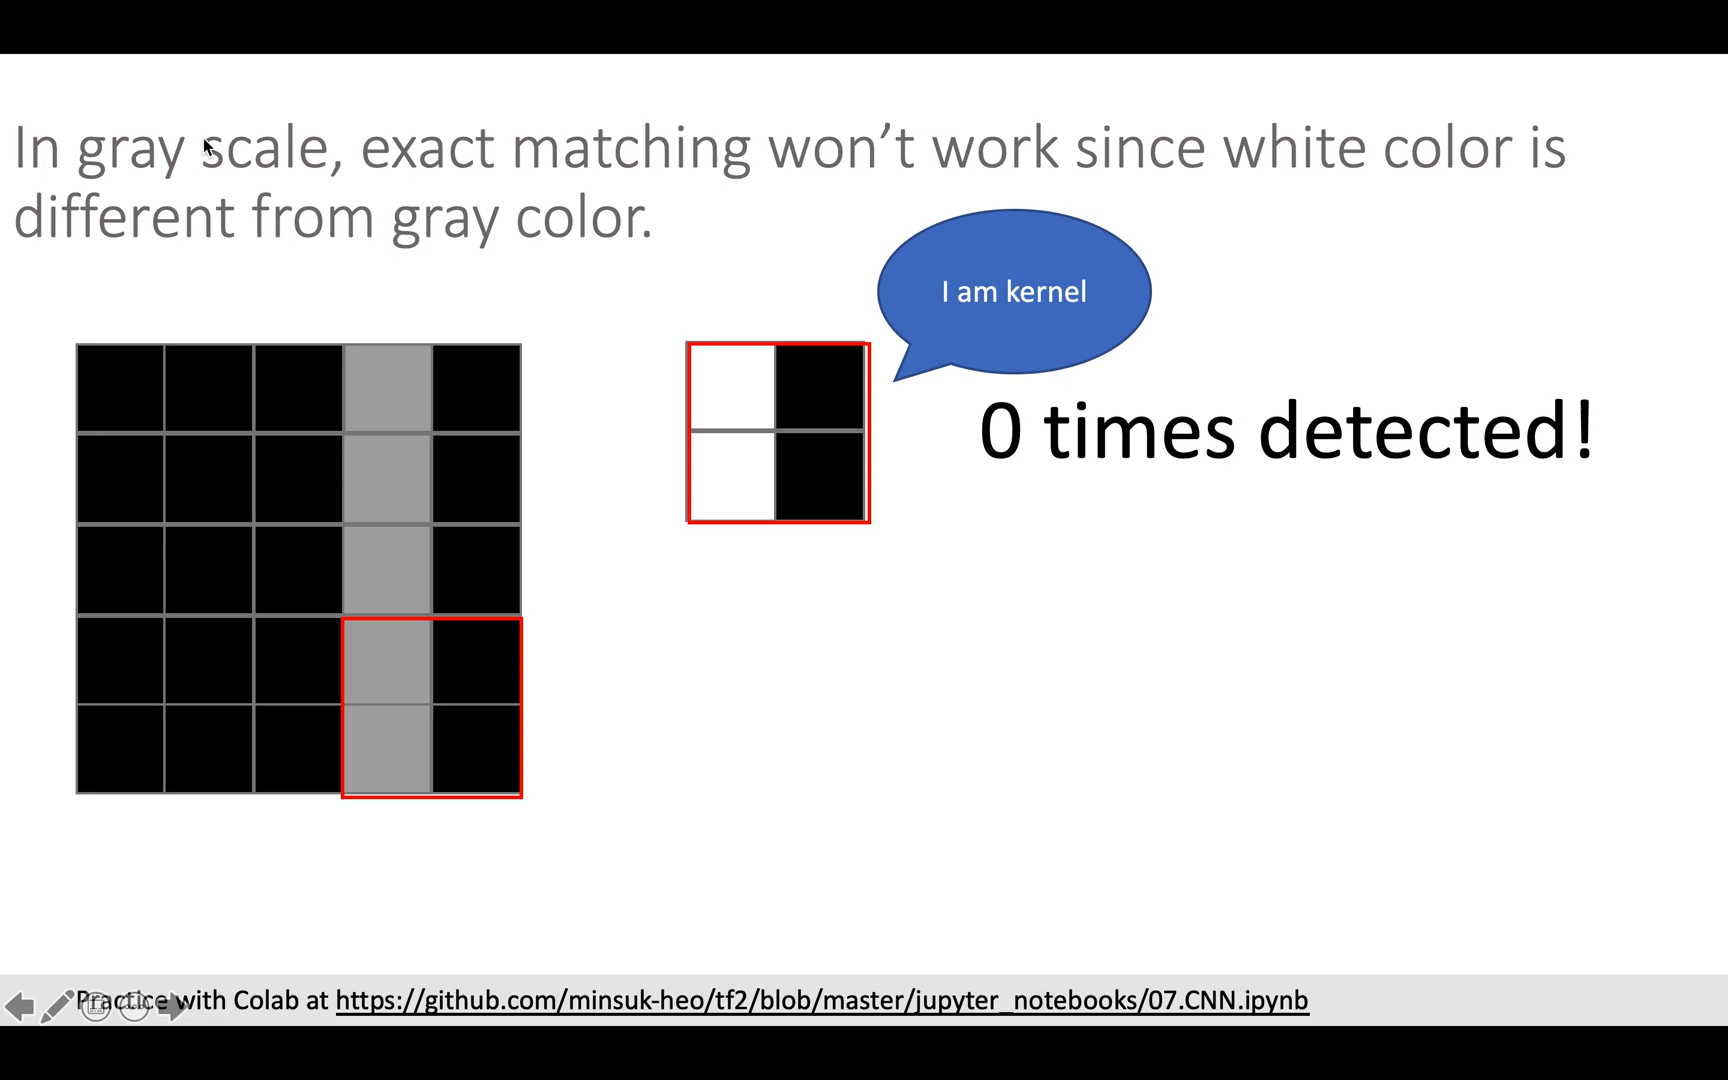 In gray scale, exact matching won’t work since white color is
different from gray color.
I am kernel
0 times detected!
Practice with Colab at https://github.com/minsuk-heo/tf2/blob/master/jupyter_notebooks/07.CNN.ipynb